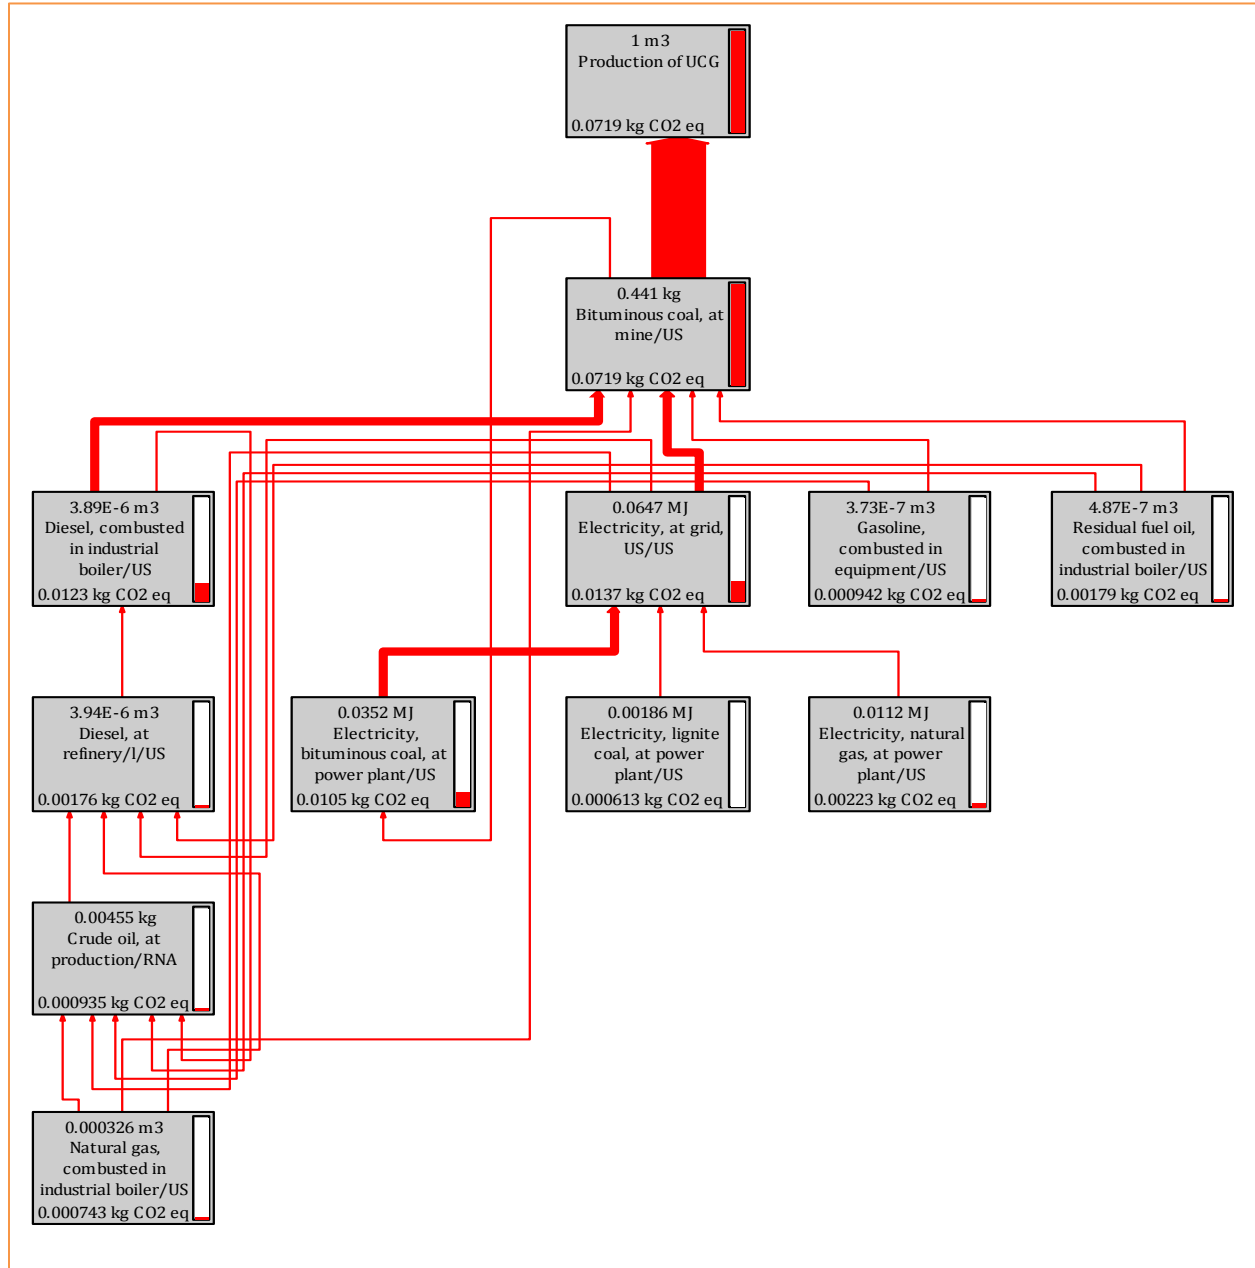 1 m3
Production of UCG
0.0719 kg CO2 eq
0.441 kg
Bituminous coal, at
mine/US
0.0719 kg CO2 eq
3.89E-6 m3
Diesel, combusted
in industrial
boiler/US
0.0123 kg CO2 eq
0.0647 MJ
Electricity, at grid,
US/US
0.0137 kg CO2 eq
3.73E-7 m3
Gasoline,
combusted in
equipment/US
0.000942 kg CO2 eq
4.87E-7 m3
Residual fuel oil,
combusted in
industrial boiler/US
0.00179 kg CO2 eq
3.94E-6 m3
Diesel, at
refinery/l/US
0.00176 kg CO2 eq
0.0352 MJ
Electricity,
bituminous coal, at
power plant/US
0.0105 kg CO2 eq
0.00186 MJ
Electricity, lignite
coal, at power
plant/US
0.000613 kg CO2 eq
0.0112 MJ
Electricity, natural
gas, at power
plant/US
0.00223 kg CO2 eq
0.00455 kg
Crude oil, at
production/RNA
0.000935 kg CO2 eq
0.000326 m3
Natural gas,
combusted in
industrial boiler/US
0.000743 kg CO2 eq